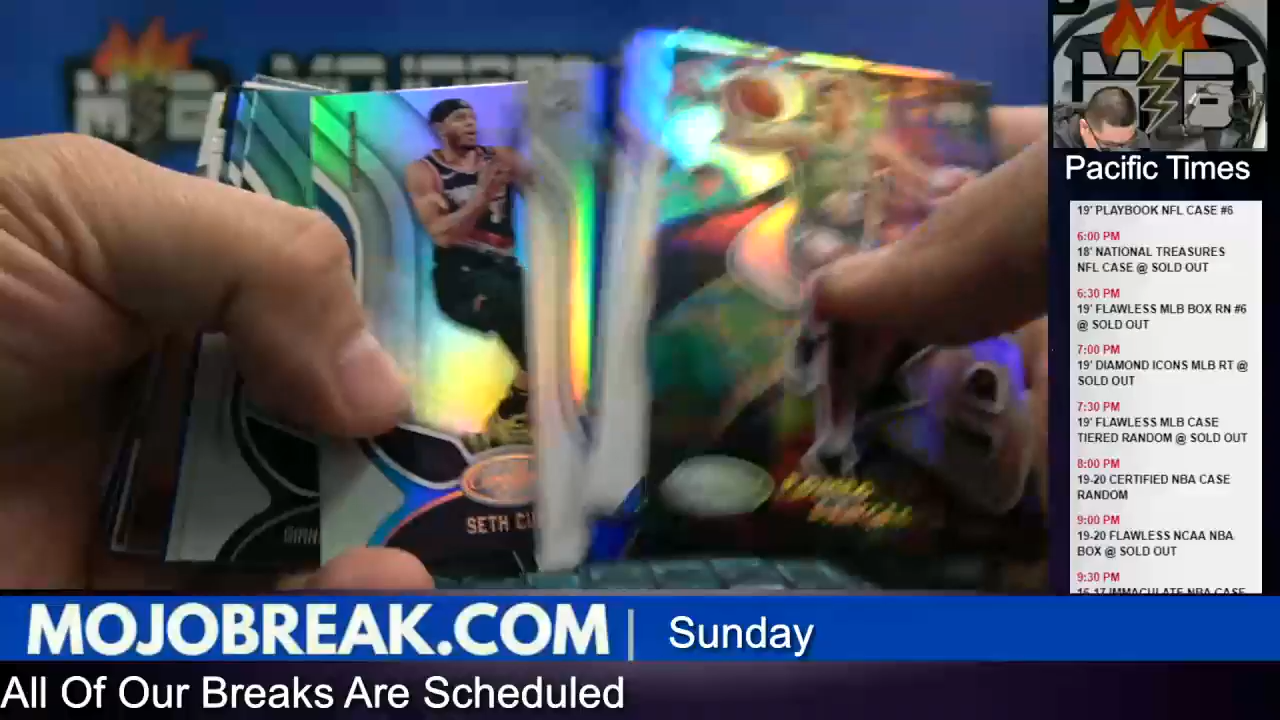 MB
Pacific Times
19' PLAYBOOK NFL CASE #6
6:00 PM
18' NATIONAL TREASURES
NFL CASE @ SOLD OUT
6:30 PM
19' FLAWLESS MLB BOX RN #6
@ SOLD OUT
7:00 PM
19' DIAMOND ICONS MLB RT @
SOLD OUT
7:30 PM
19' FLAWLESS MLB CASE
TIERED RANDOM @ SOLD OUT
8:00 PM
19-20 CERTIFIED NBA CASE
RANDOM
9:00 PM
19-20 FLAWLESS NCAA NBA
BOX @ SOLD OUT
9:30 PM
16-17 IMMACULATE NBA CASE
SETH
MOJOBREAK.COM | Sunday
All Of Our Breaks Are Scheduled